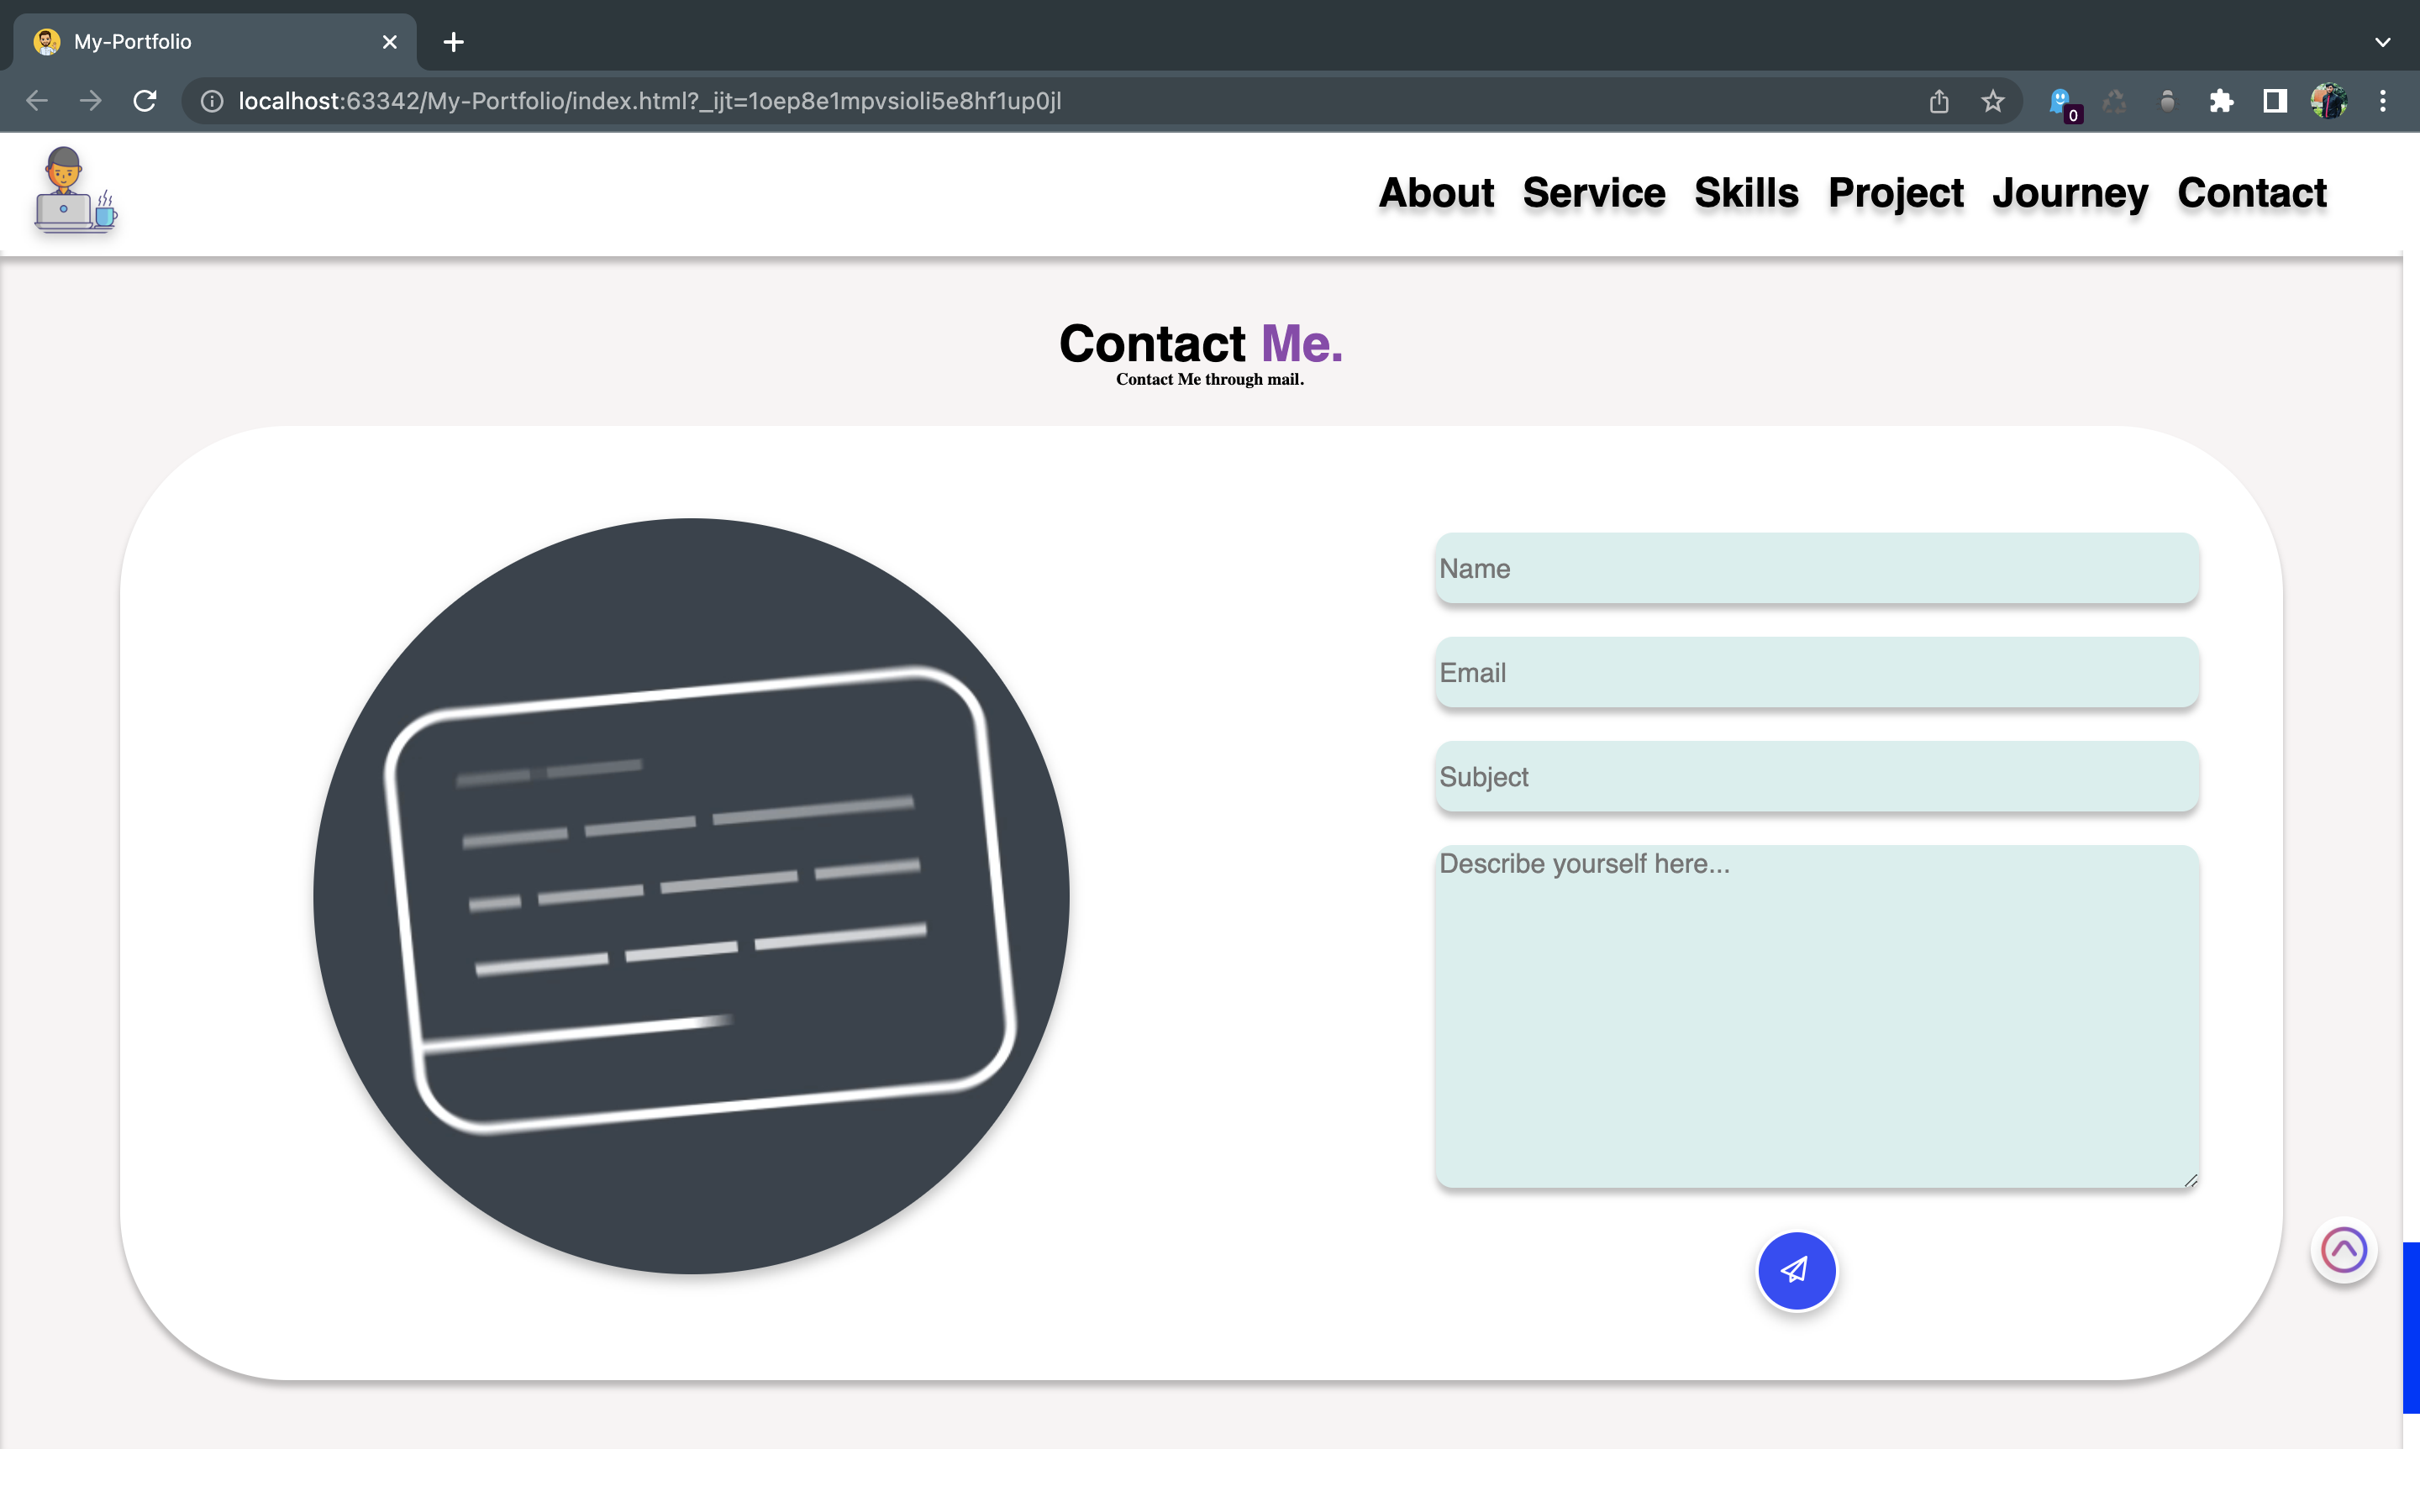 My-Portfolio
localhost:63342/My-Portfolio/index.html?_ijt=1oep8e1mpvsioli5e8hf1up0jl
0
About Service Skills Project Journey Contact
Contact Me.
Contact Me through mail.
Name
Email
Subject
Describe yourself here...